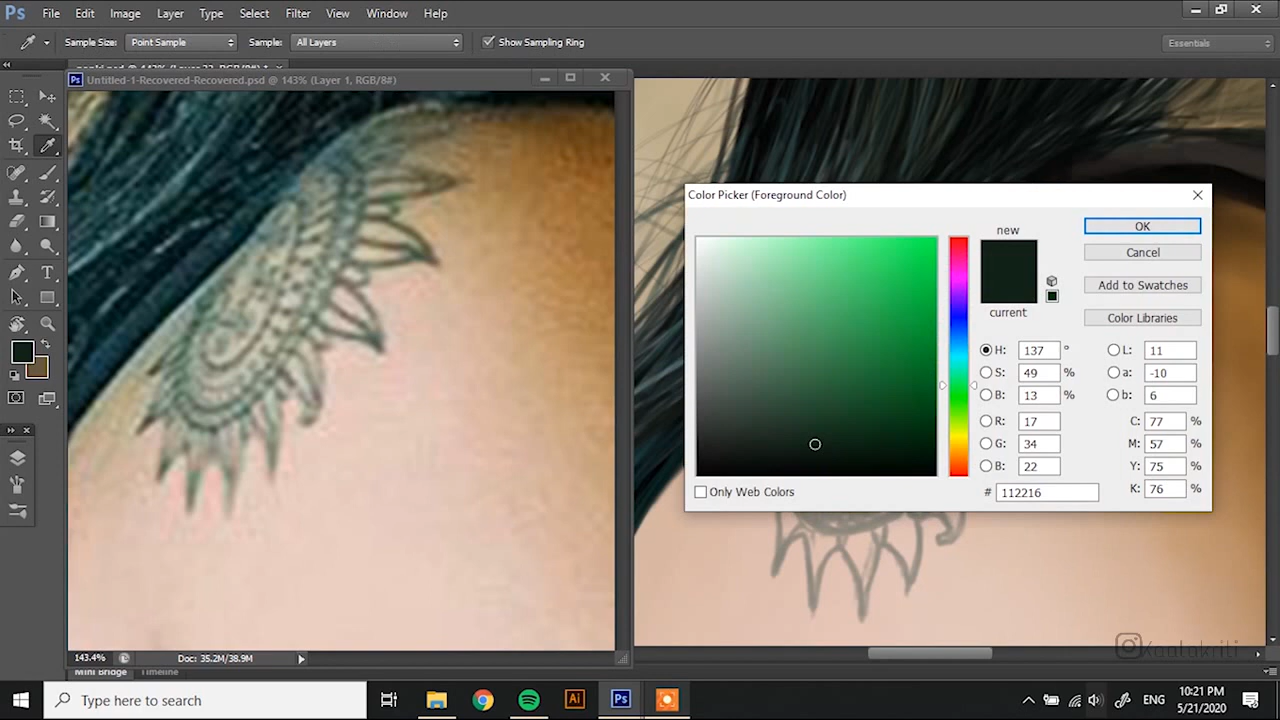 Ps File Edit Image Layer Type Select Filter View Window Help
Sample Size: Point Sample Sample: All Layers Show Sampling Ring Essentials
Untitled-1-Recovered-Recovered.psd @ 143% (Layer 1, RGB/8#)
Color Picker (Foreground Color)
new
current
OK
Cancel
Add to Swatches
Color Libraries
H: 137 °
S: 49 %
B: 13 %
R: 17
G: 34
B: 22
L: 11
a: -10
b: 6
C: 77 %
M: 57 %
Y: 75 %
K: 76 %
Only Web Colors
# 112216
kaalakriti
143.4% Doc: 35.2M/38.9M
Mini Bridge Timeline
Type here to search
Ai
Ps
ENG
10:21 PM
5/21/2020